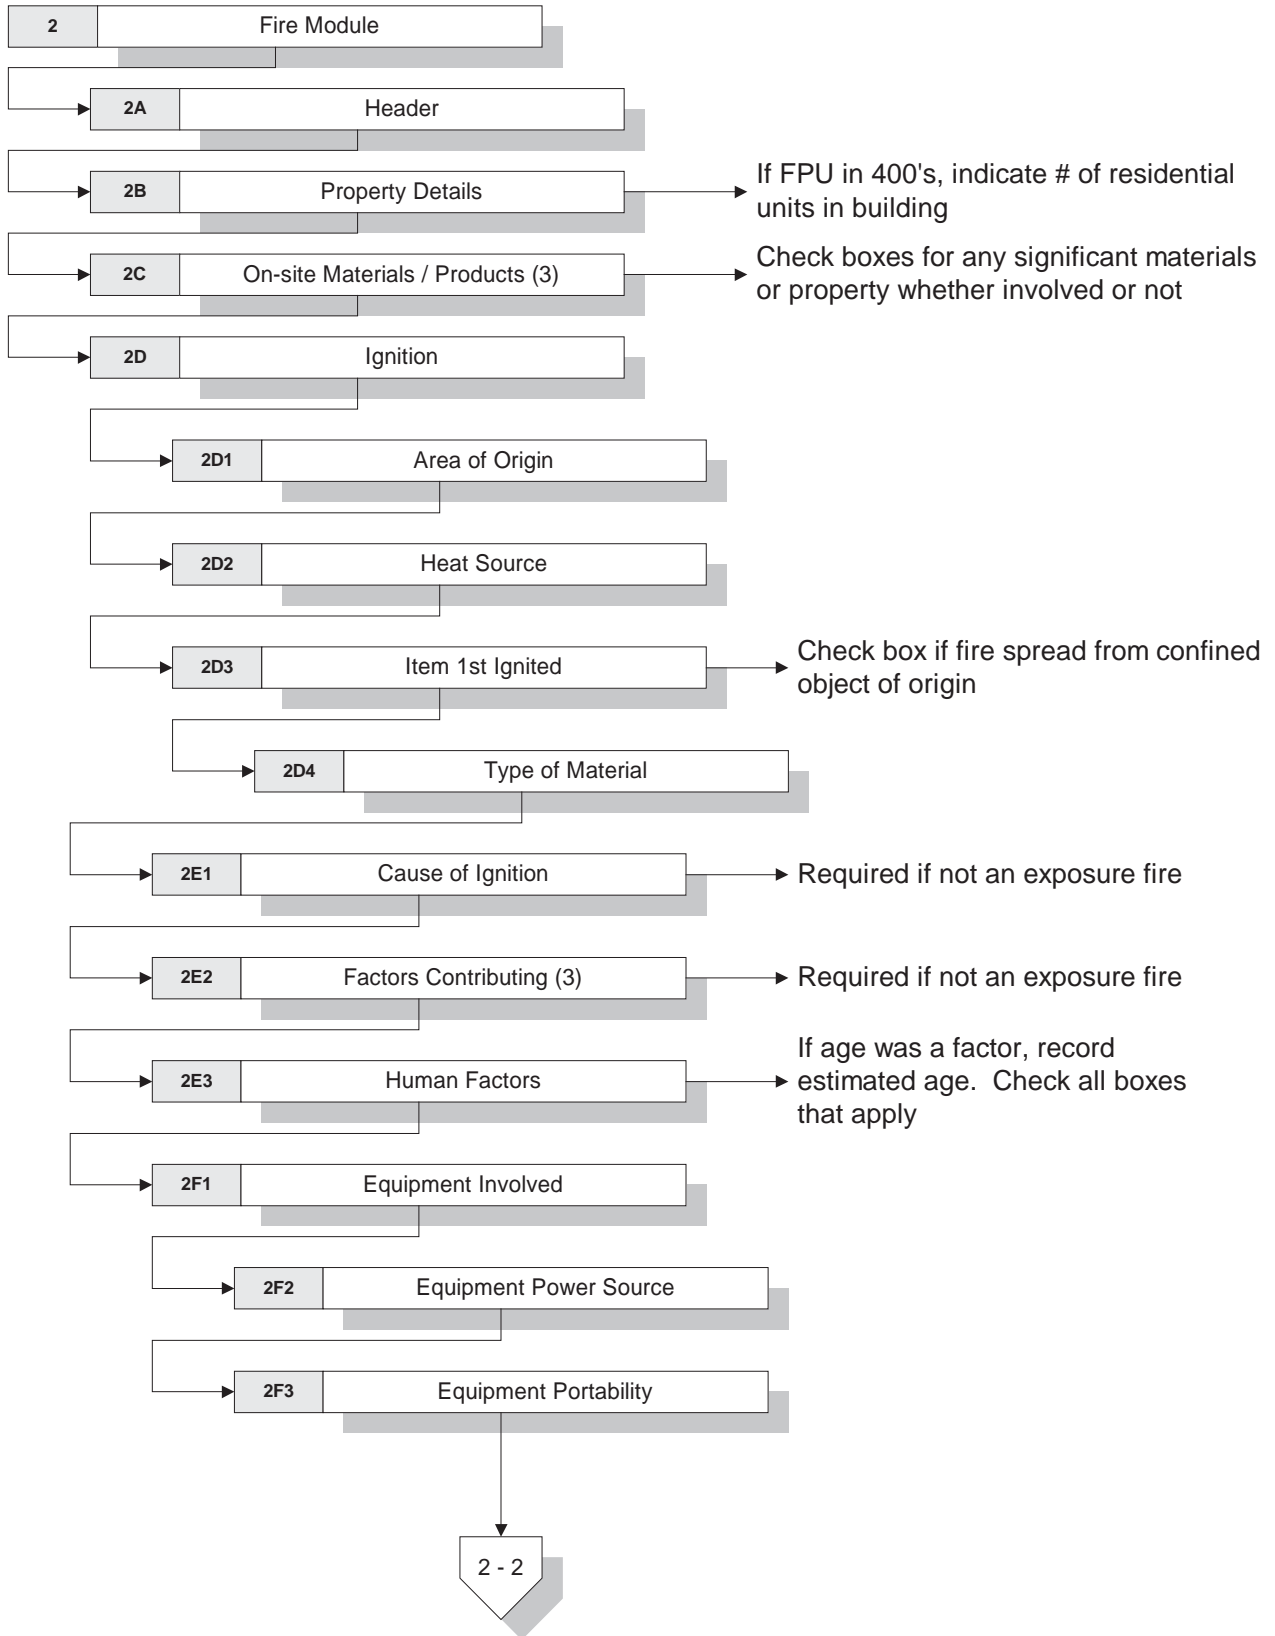 2 Fire Module
2A Header
2B Property Details
If FPU in 400's, indicate # of residential
units in building
2C On-site Materials / Products (3)
Check boxes for any significant materials
or property whether involved or not
2D Ignition
2D1 Area of Origin
2D2 Heat Source
2D3 Item 1st Ignited
Check box if fire spread from confined
object of origin
2D4 Type of Material
2E1 Cause of Ignition
Required if not an exposure fire
2E2 Factors Contributing (3)
Required if not an exposure fire
2E3 Human Factors
If age was a factor, record
estimated age.  Check all boxes
that apply
2F1 Equipment Involved
2F2 Equipment Power Source
2F3 Equipment Portability
2 - 2